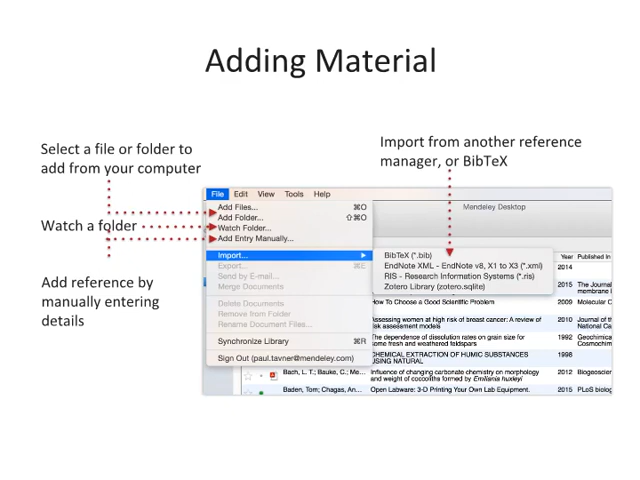 Adding Material
Select a file or folder to
add from your computer
Import from another reference
manager, or BibTeX
Watch a folder
Add reference by
manually entering
details
File Edit View Tools Help
Mendeley Desktop
Add Files... ⌘O
Add Folder... ⇧⌘O
Watch Folder...
Add Entry Manually...
Import...
Export... ⌘E
Send by E-mail...
Merge Documents
Delete Documents
Remove from Folder
Rename Document Files...
Synchronize Library ⌘R
Sign Out (paul.tavner@mendeley.com)
BibTeX (*.bib)
EndNote XML - EndNote v8, X1 to X3 (*.xml)
RIS - Research Information Systems (*.ris)
Zotero Library (zotero.sqlite)
Year Published In
2014
2015 The Journal
membrane
How To Choose a Good Scientific Problem 2009 Molecular C
Assessing women at high risk of breast cancer: A review of
risk assessment models
2010 Journal of th
National Ca
The dependence of dissolution rates on grain size for
some fresh and weathered feldspars
1992 Geochimica
Cosmochim
CHEMICAL EXTRACTION OF HUMIC SUBSTANCES
USING NATURAL
1998
Bach, L. T.; Bauke, C.; Me...
Influence of changing carbonate chemistry on morphology
and weight of coccoliths formed by Emiliania huxleyi
2012 Biogeoscien
Baden, Tom; Chagas, An... Open Labware: 3-D Printing Your Own Lab Equipment. 2015 PLoS biolog